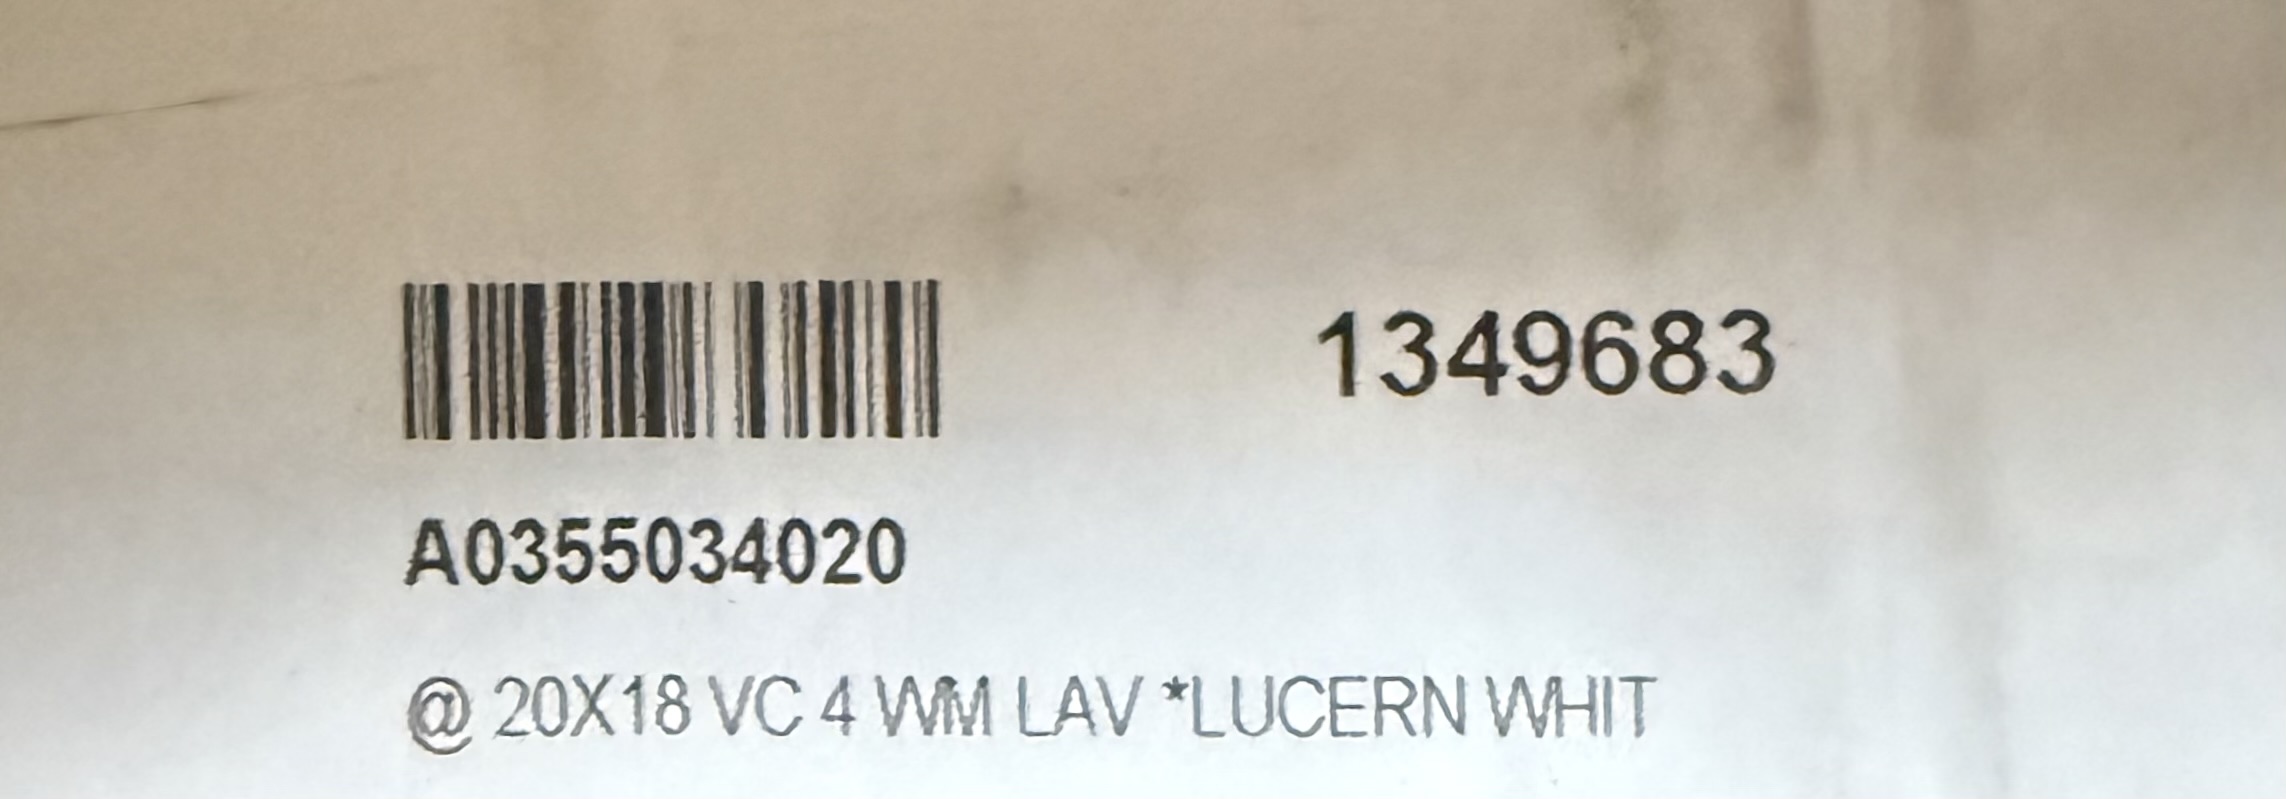 1349683
A0355034020
@ 20X18 VC 4 WM LAV *LUCERN WHIT